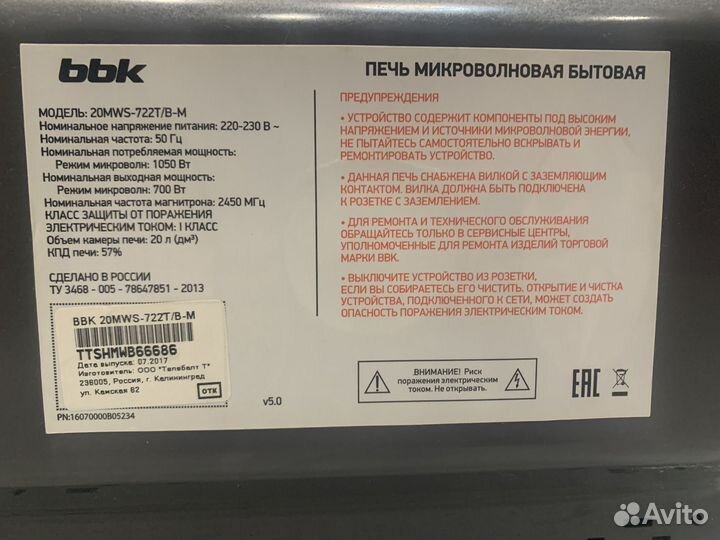 bbk
МОДЕЛЬ: 20MWS-722T/B-M
Номинальное напряжение питания: 220-230 В ~
Номинальная частота: 50 Гц
Номинальная потребляемая мощность:
Режим микроволн: 1050 Вт
Номинальная выходная мощность:
Режим микроволн: 700 Вт
Номинальная частота магнитрона: 2450 МГц
КЛАСС ЗАЩИТЫ ОТ ПОРАЖЕНИЯ
ЭЛЕКТРИЧЕСКИМ ТОКОМ: I КЛАСС
Объем камеры печи: 20 л (дм³)
КПД печи: 57%
СДЕЛАНО В РОССИИ
ТУ 3468 - 005 - 78647851 - 2013
BBK 20MWS-722T/B-M
TTSHMWB66686
Дата выпуске: 07.2017
Изготовитель: ООО "Телебалт Т"
236005, Россия, г. Калининград
ул. Камская 82
ОТК
PN:16070000B05234
v5.0
ПЕЧЬ МИКРОВОЛНОВАЯ БЫТОВАЯ
ПРЕДУПРЕЖДЕНИЯ
• УСТРОЙСТВО СОДЕРЖИТ КОМПОНЕНТЫ ПОД ВЫСОКИМ
НАПРЯЖЕНИЕМ И ИСТОЧНИКИ МИКРОВОЛНОВОЙ ЭНЕРГИИ,
НЕ ПЫТАЙТЕСЬ САМОСТОЯТЕЛЬНО ВСКРЫВАТЬ И
РЕМОНТИРОВАТЬ УСТРОЙСТВО.
• ДАННАЯ ПЕЧЬ СНАБЖЕНА ВИЛКОЙ С ЗАЗЕМЛЯЮЩИМ
КОНТАКТОМ. ВИЛКА ДОЛЖНА БЫТЬ ПОДКЛЮЧЕНА
К РОЗЕТКЕ С ЗАЗЕМЛЕНИЕМ.
• ДЛЯ РЕМОНТА И ТЕХНИЧЕСКОГО ОБСЛУЖИВАНИЯ
ОБРАЩАЙТЕСЬ ТОЛЬКО В СЕРВИСНЫЕ ЦЕНТРЫ,
УПОЛНОМОЧЕННЫЕ ДЛЯ РЕМОНТА ИЗДЕЛИЙ ТОРГОВОЙ
МАРКИ BBK.
• ВЫКЛЮЧИТЕ УСТРОЙСТВО ИЗ РОЗЕТКИ,
ЕСЛИ ВЫ СОБИРАЕТЕСЬ ЕГО ЧИСТИТЬ. ОТКРЫТИЕ И ЧИСТКА
УСТРОЙСТВА, ПОДКЛЮЧЕННОГО К СЕТИ, МОЖЕТ СОЗДАТЬ
ОПАСНОСТЬ ПОРАЖЕНИЯ ЭЛЕКТРИЧЕСКИМ ТОКОМ.
ВНИМАНИЕ! Риск
поражения электрическим
током. Не открывать.
EAC
Avito